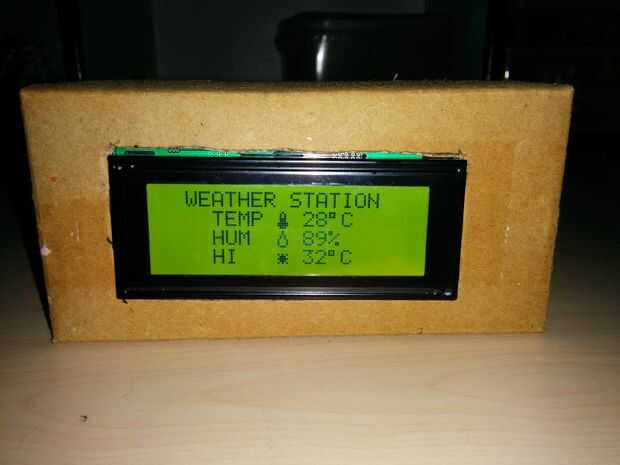 WEATHER STATION
TEMP 28°C
HUM 89%
HI 32°C